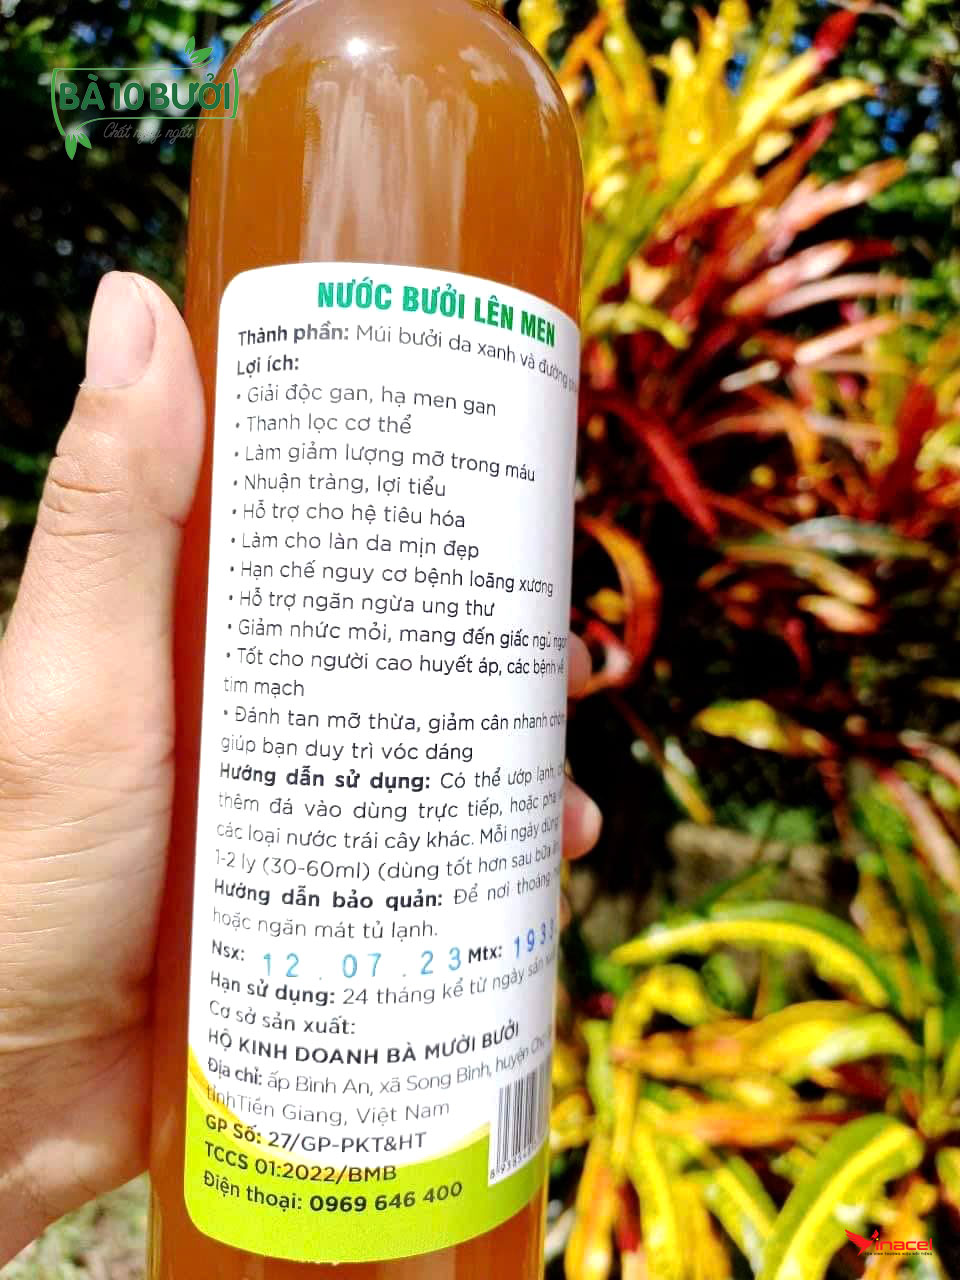 BÀ 10 BƯỞI
Chất ngây ngất !
NƯỚC BƯỞI LÊN MEN
Thành phần: Múi bưởi da xanh và đường
Lợi ích:
• Giải độc gan, hạ men gan
• Thanh lọc cơ thể
• Làm giảm lượng mỡ trong máu
• Nhuận tràng, lợi tiểu
• Hỗ trợ cho hệ tiêu hóa
• Làm cho làn da mịn đẹp
• Hạn chế nguy cơ bệnh loãng xương
• Hỗ trợ ngăn ngừa ung thư
• Giảm nhức mỏi, mang đến giấc ngủ ngon
• Tốt cho người cao huyết áp, các bệnh về
tim mạch
• Đánh tan mỡ thừa, giảm cân nhanh chóng,
giúp bạn duy trì vóc dáng
Hướng dẫn sử dụng: Có thể ướp lạnh,
thêm đá vào dùng trực tiếp, hoặc pha
các loại nước trái cây khác. Mỗi ngày dùng
1-2 ly (30-60ml) (dùng tốt hơn sau bữa
Hướng dẫn bảo quản: Để nơi thoáng
hoặc ngăn mát tủ lạnh.
Nsx: 12.07.23 Mtx: 1933
Hạn sử dụng: 24 tháng kể từ ngày sản
Cơ sở sản xuất:
HỘ KINH DOANH BÀ MƯỜI BƯỞI
Địa chỉ: ấp Bình An, xã Song Bình, huyện
tỉnhTiền Giang, Việt Nam
GP Số: 27/GP-PKT&HT
TCCS 01:2022/BMB
Điện thoại: 0969 646 400
Vinacel